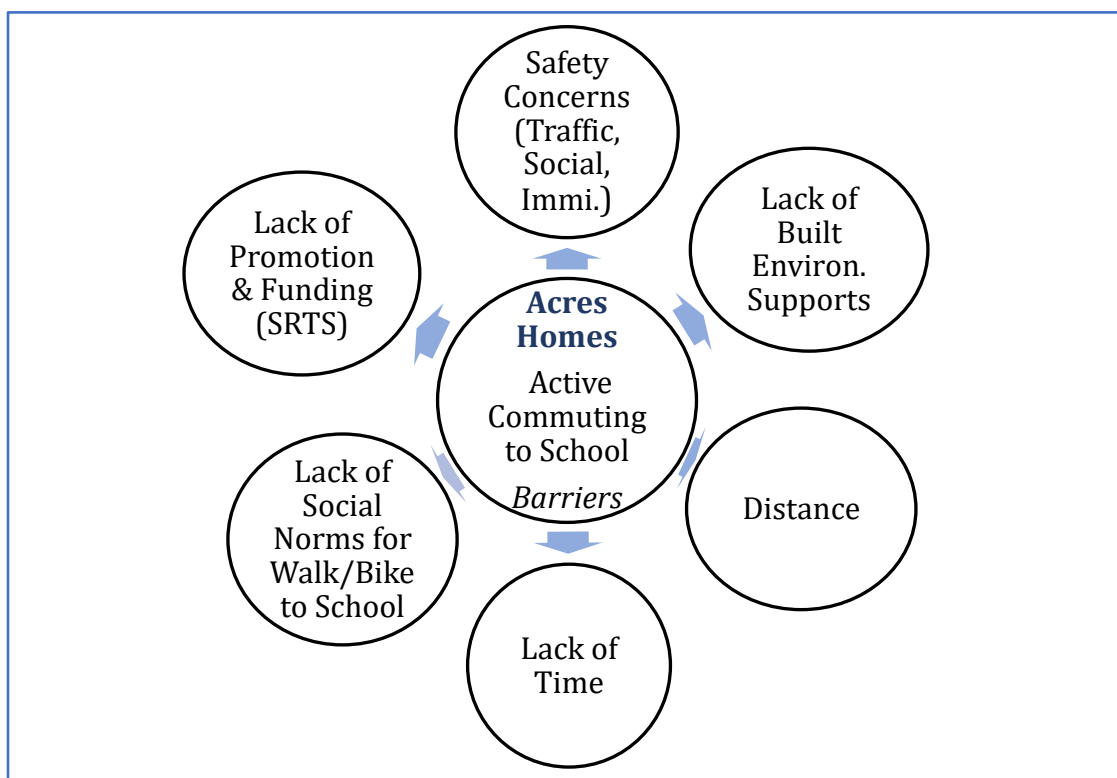 Safety
Concerns
(Traffic,
Social,
Immi.)
Lack of
Built
Environ.
Supports
Distance
Lack of
Time
Lack of
Social
Norms for
Walk/Bike
to School
Lack of
Promotion
& Funding
(SRTS)
Acres
Homes
Active
Commuting
to School
Barriers